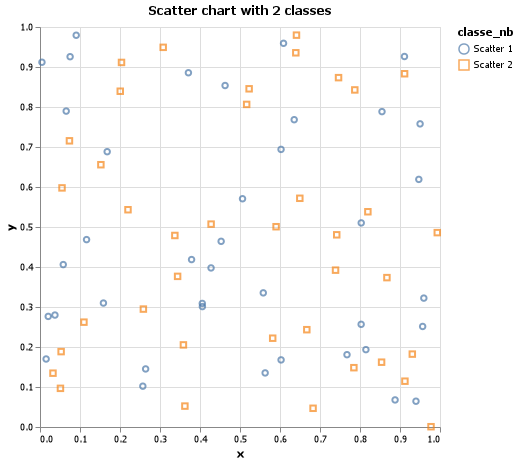 Scatter chart with 2 classes
1.0
0.9
0.8
0.7
0.6
0.5
0.4
0.3
0.2
0.1
0.0
y
0.0 0.1 0.2 0.3 0.4 0.5 0.6 0.7 0.8 0.9 1.0
x
classe_nb
Scatter 1
Scatter 2